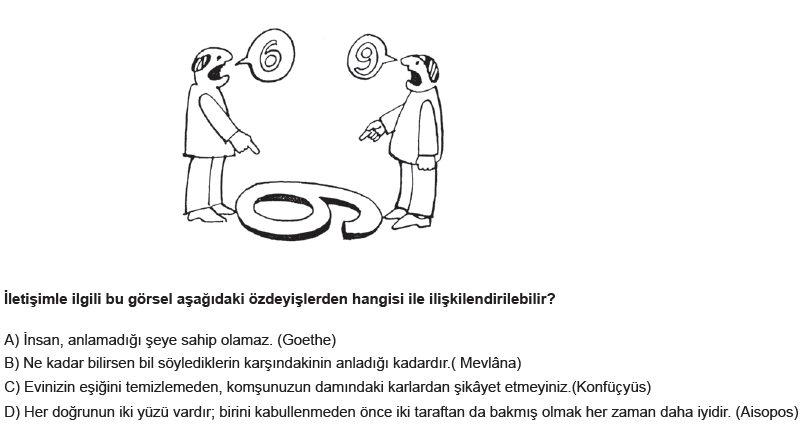 6 9
İletişimle ilgili bu görsel aşağıdaki özdeyişlerden hangisi ile ilişkilendirilebilir?
A) İnsan, anlamadığı şeye sahip olamaz. (Goethe)
B) Ne kadar bilirsen bil söylediklerin karşındakinin anladığı kadardır.( Mevlâna)
C) Evinizin eşiğini temizlemeden, komşunuzun damındaki karlardan şikâyet etmeyiniz.(Konfüçyüs)
D) Her doğrunun iki yüzü vardır; birini kabullenmeden önce iki taraftan da bakmış olmak her zaman daha iyidir. (Aisopos)